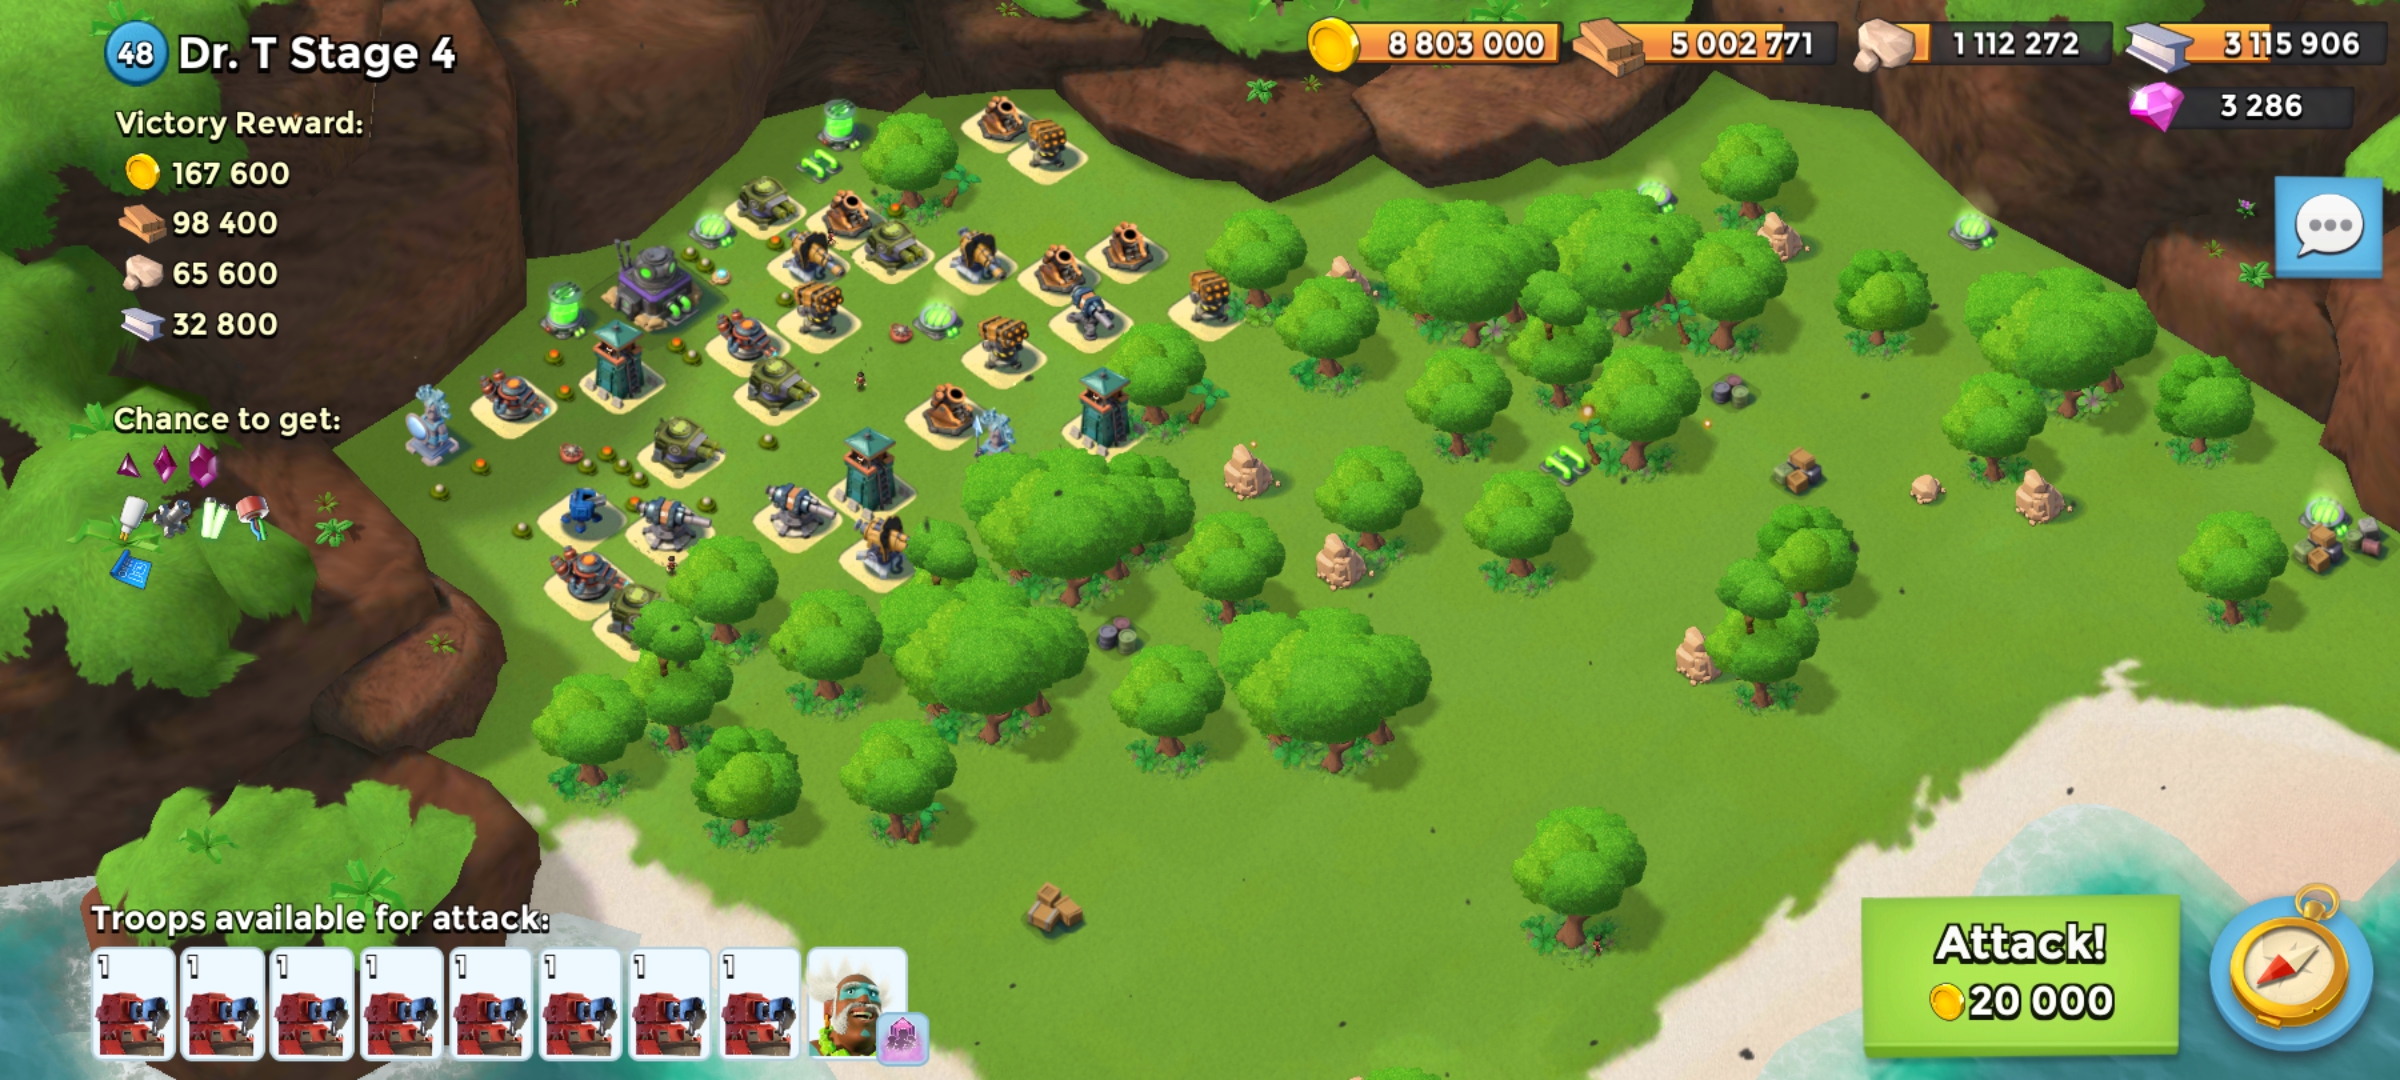 48 Dr. T Stage 4
8 803 000
5 002 771
1 112 272
3 115 906
3 286
Victory Reward:
167 600
98 400
65 600
32 800
Chance to get:
Troops available for attack:
1 1 1 1 1 1 1 1
Attack!
20 000